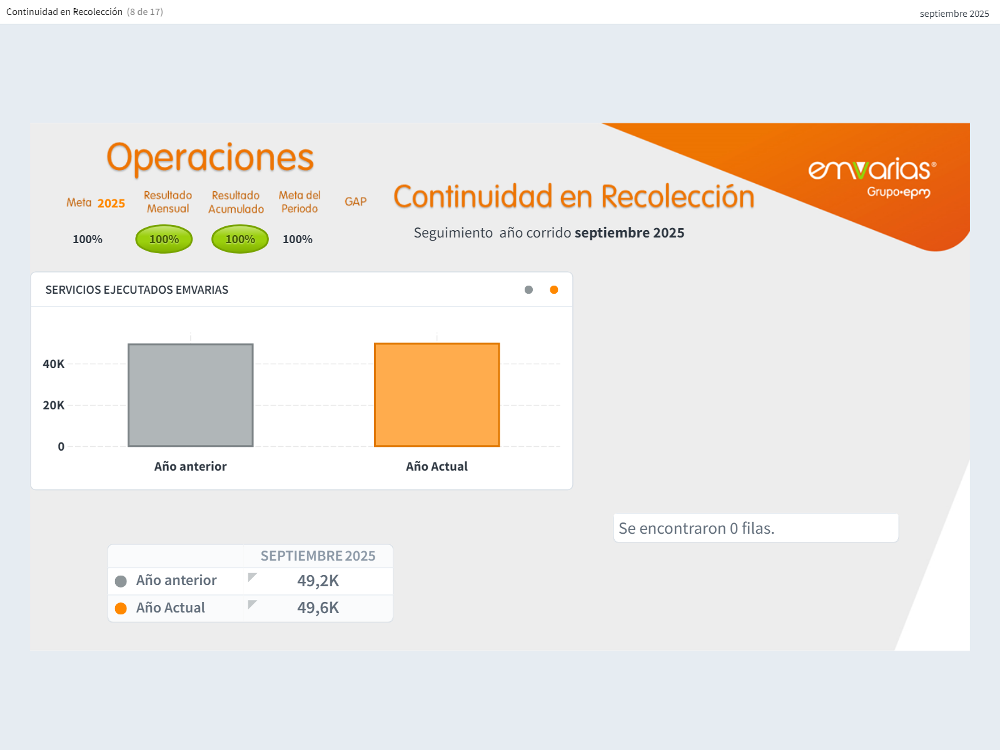 Continuidad en Recolección (8 de 17)
septiembre 2025
Operaciones
emvarias®
Grupo•epm
Continuidad en Recolección
Meta 2025
Resultado
Mensual
Resultado
Acumulado
Meta del
Periodo
GAP
Seguimiento año corrido septiembre 2025
100%
100%
100%
100%
SERVICIOS EJECUTADOS EMVARIAS
40K
20K
0
Año anterior
Año Actual
Se encontraron 0 filas.
SEPTIEMBRE 2025
Año anterior 49,2K
Año Actual 49,6K